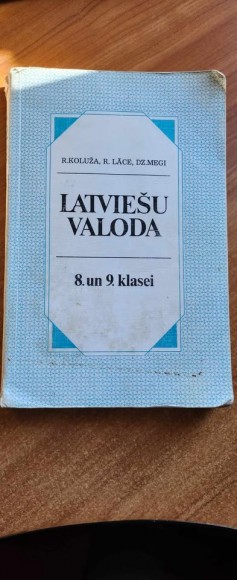 R.KOLUŽA, R. LĀCE, DZ.MEGI
LATVIEŠU
VALODA
8. un 9. klasei